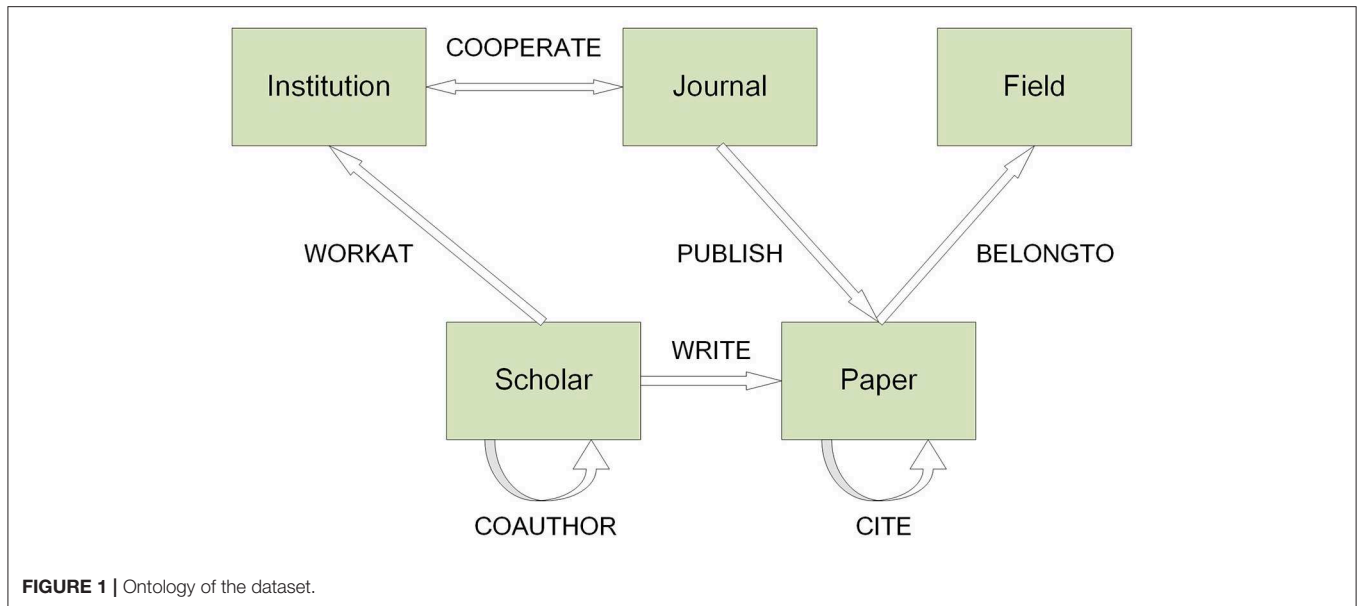 COOPERATE
Institution
Journal
Field
WORKAT
PUBLISH
BELONGTO
WRITE
Scholar
Paper
COAUTHOR
CITE
FIGURE 1 | Ontology of the dataset.